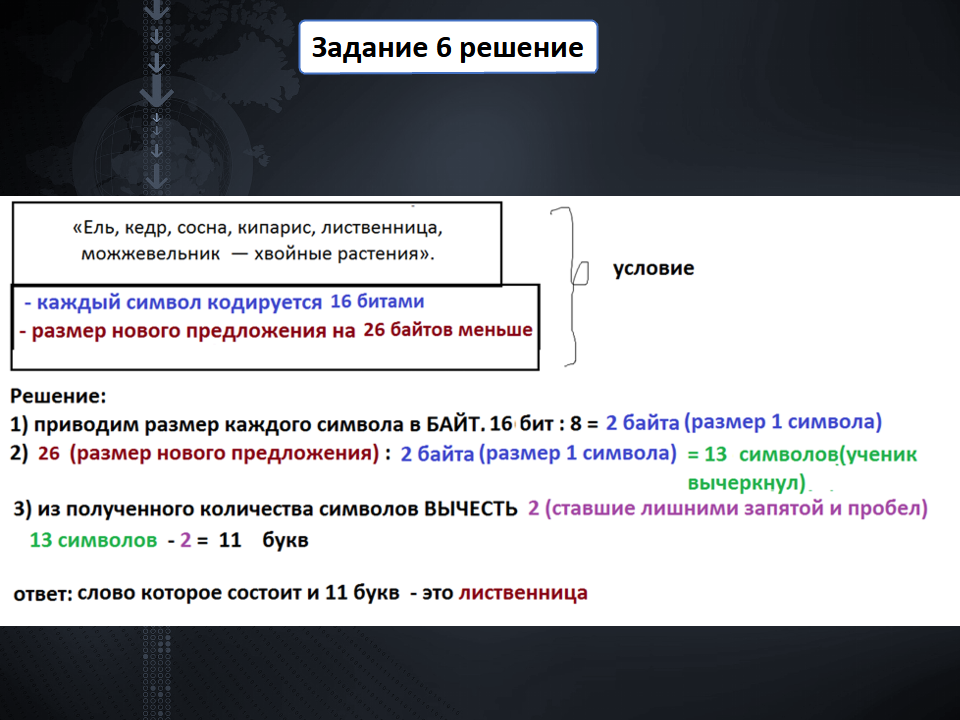 Задание 6 решение
«Ель, кедр, сосна, кипарис, лиственница,
можжевельник — хвойные растения».
условие
- каждый символ кодируется 16 битами
- размер нового предложения на 26 байтов меньше
Решение:
1) приводим размер каждого символа в БАЙТ. 16 бит : 8 = 2 байта (размер 1 символа)
2) 26 (размер нового предложения) : 2 байта (размер 1 символа) = 13 символов(ученик
вычеркнул)
3) из полученного количества символов ВЫЧЕСТЬ 2 (ставшие лишними запятой и пробел)
13 символов - 2 = 11 букв
ответ: слово которое состоит и 11 букв - это лиственница